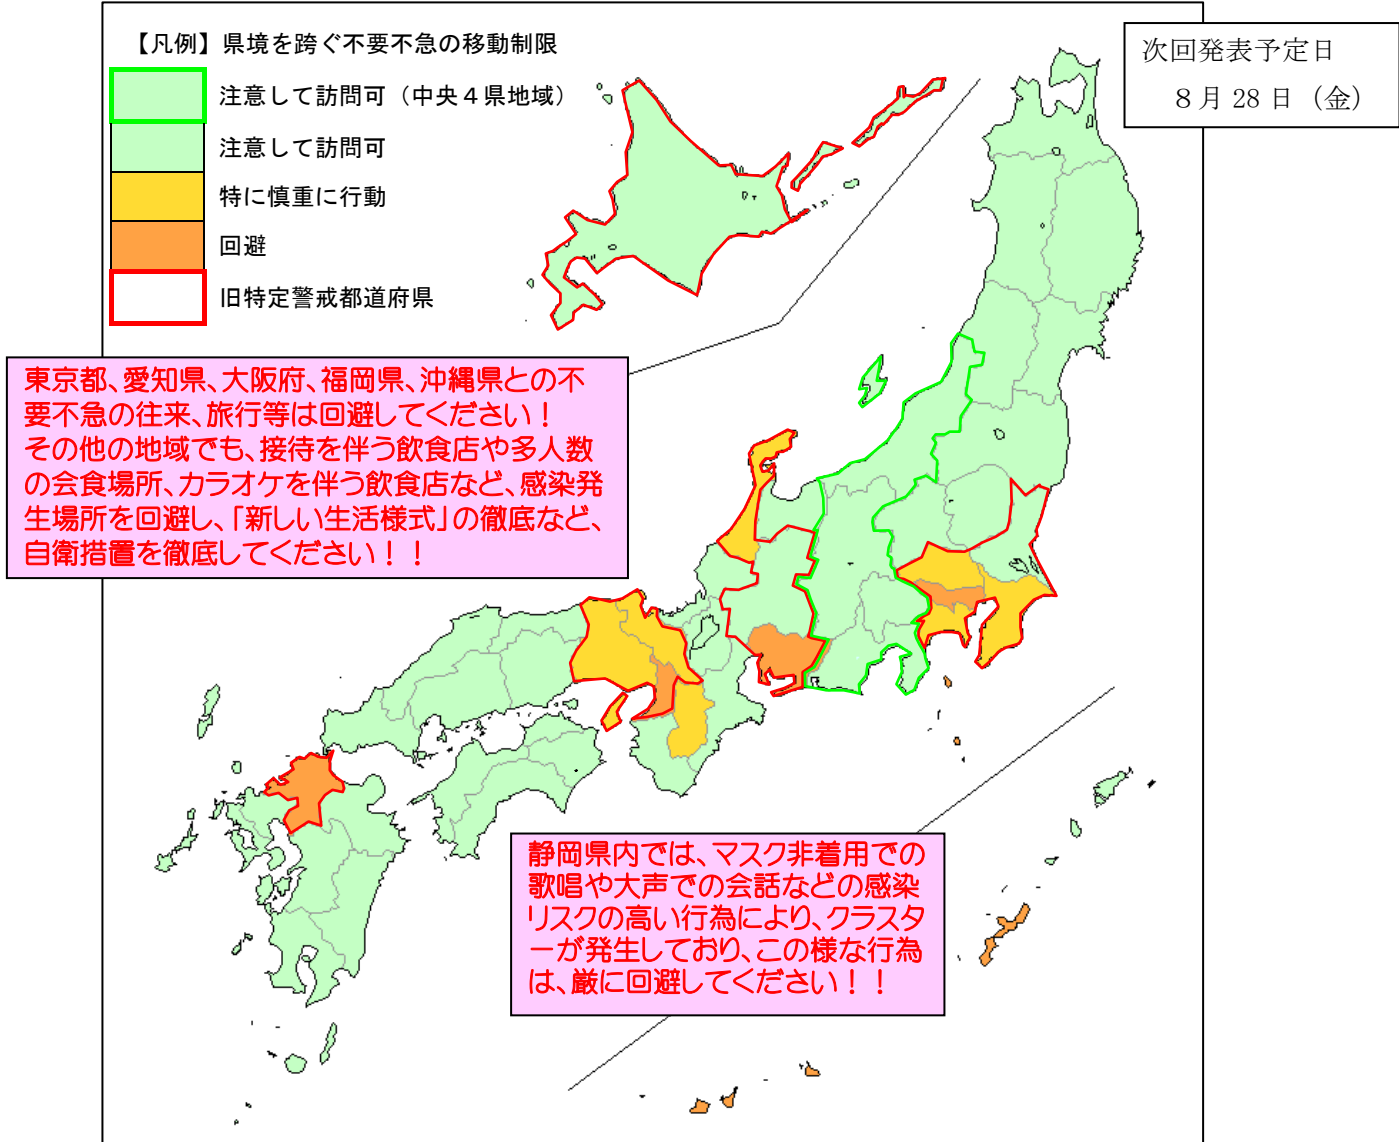 【凡例】県境を跨ぐ不要不急の移動制限
注意して訪問可（中央４県地域）
注意して訪問可
特に慎重に行動
回避
旧特定警戒都道府県
次回発表予定日
８月 28 日（金）
東京都、愛知県、大阪府、福岡県、沖縄県との不
要不急の往来、旅行等は回避してください！
その他の地域でも、接待を伴う飲食店や多人数
の会食場所、カラオケを伴う飲食店など、感染発
生場所を回避し、「新しい生活様式」の徹底など、
自衛措置を徹底してください！！
静岡県内では、マスク非着用での
歌唱や大声での会話などの感染
リスクの高い行為により、クラスタ
ーが発生しており、この様な行為
は、厳に回避してください！！